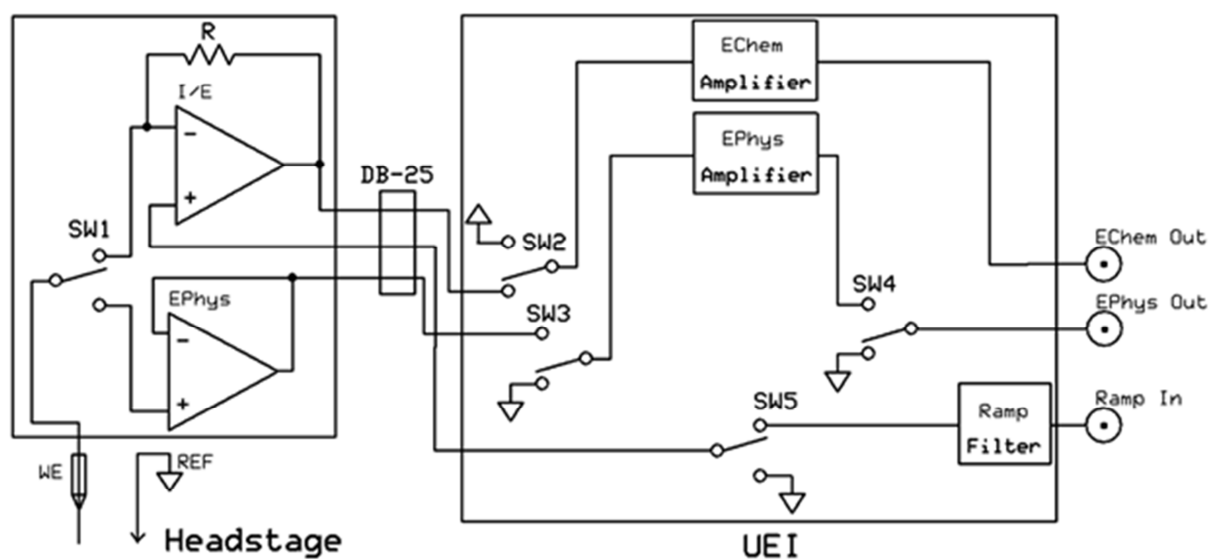 R
I/E
-
+
DB-25
SW1
EPhys
-
+
WE
REF
Headstage
EChem
Amplifier
EPhys
Amplifier
SW2
SW3
SW4
SW5
Ramp
Filter
EChem Out
EPhys Out
Ramp In
UEI